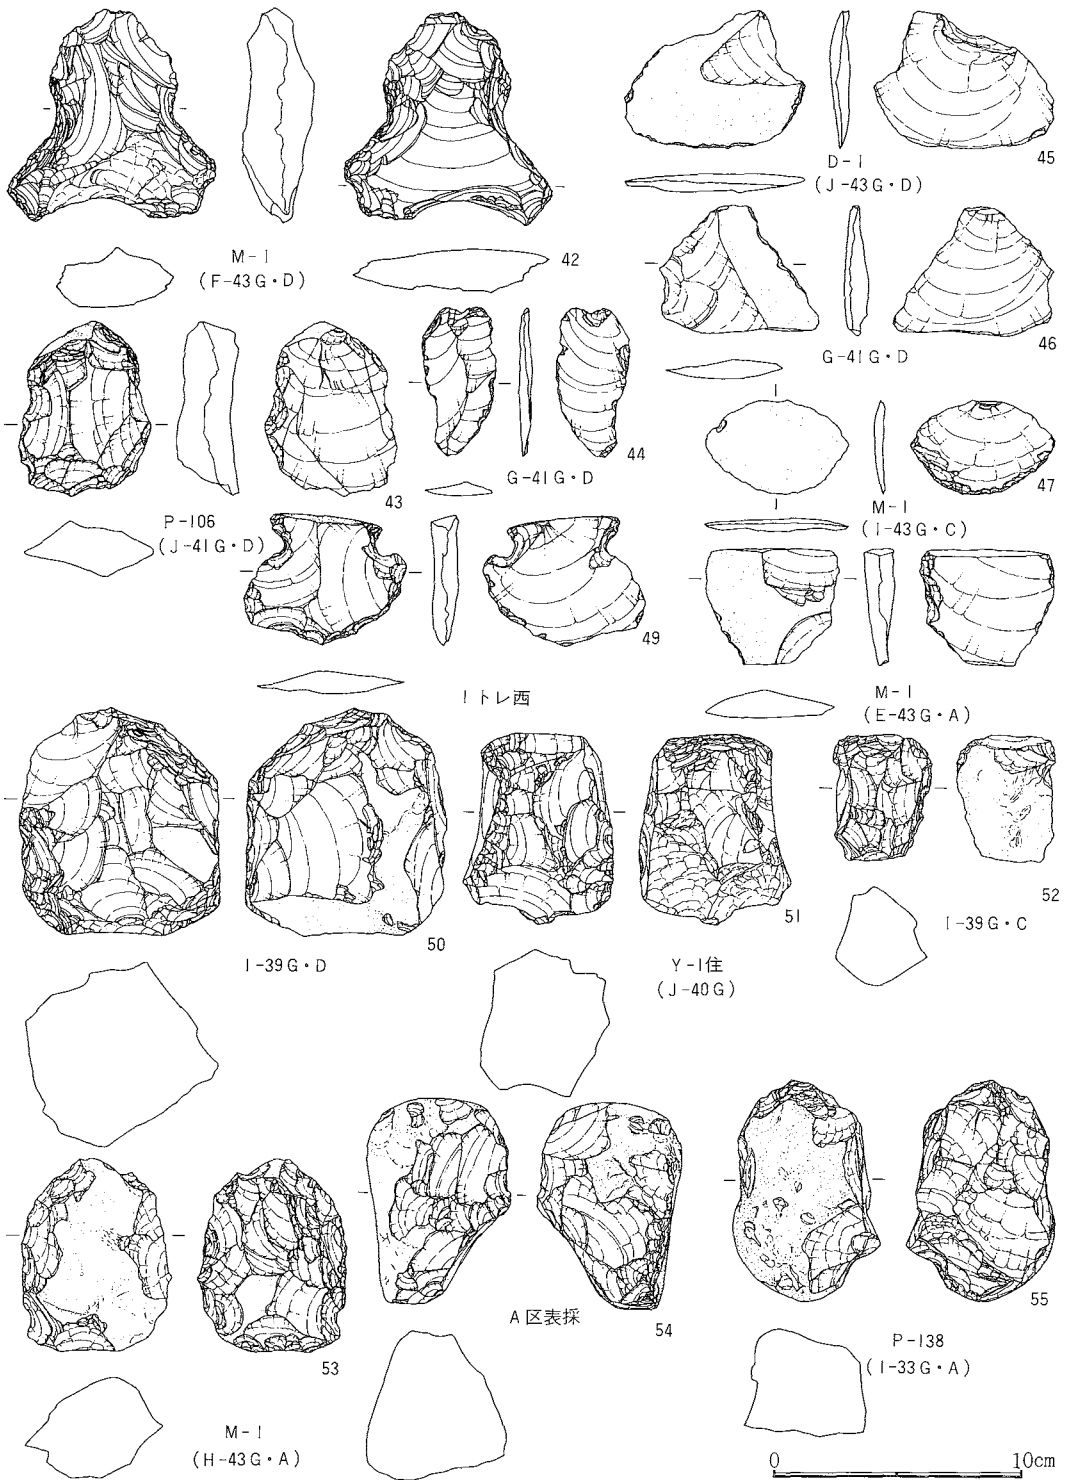 D-1
(J-43G・D)
45
M-1
(F-43G・D)
42
G-41G・D
46
P-106
(J-41G・D)
43
G-41G・D
44
M-1
(I-43G・C)
47
49
1トレ西
M-1
(E-43G・A)
I-39G・D
50
Y-1住
(J-40G)
51
I-39G・C
52
M-1
(H-43G・A)
53
A区表採
54
P-138
(I-33G・A)
55
0 10cm